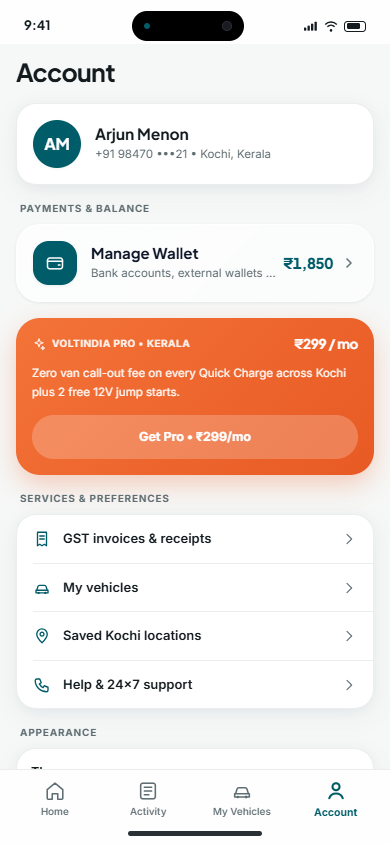 9:41
Account
AM
Arjun Menon
+91 98470 •••21 • Kochi, Kerala
PAYMENTS & BALANCE
Manage Wallet
Bank accounts, external wallets ...
₹1,850
VOLTINDIA PRO • KERALA
₹299 / mo
Zero van call-out fee on every Quick Charge across Kochi
plus 2 free 12V jump starts.
Get Pro • ₹299/mo
SERVICES & PREFERENCES
GST invoices & receipts
My vehicles
Saved Kochi locations
Help & 24×7 support
APPEARANCE
Home
Activity
My Vehicles
Account